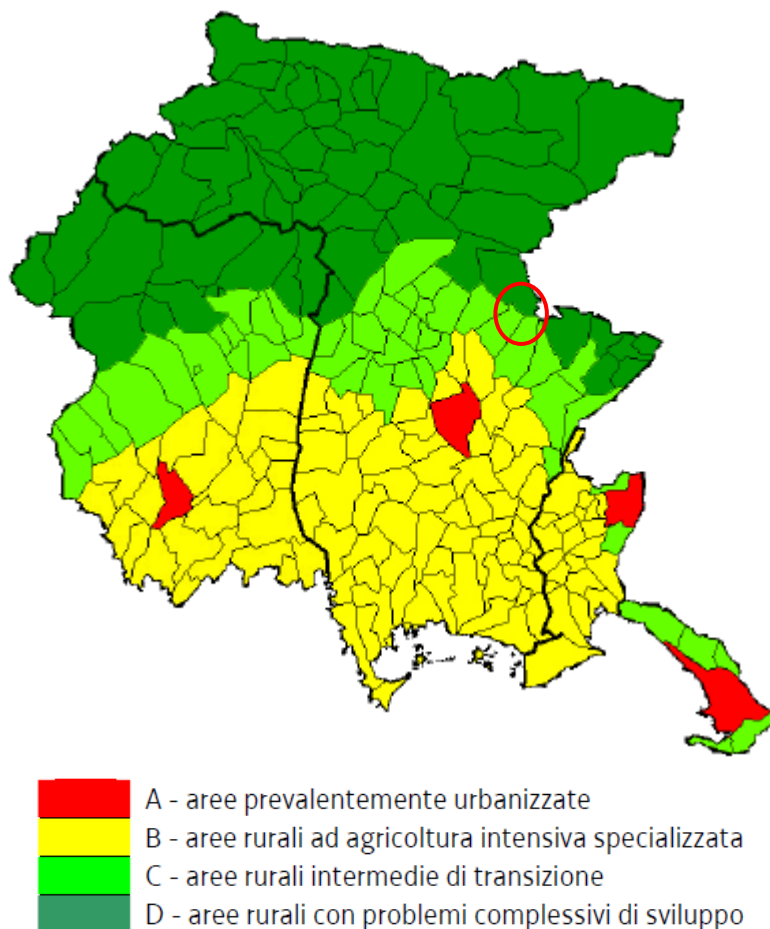 A - aree prevalentemente urbanizzate
B - aree rurali ad agricoltura intensiva specializzata
C - aree rurali intermedie di transizione
D - aree rurali con problemi complessivi di sviluppo